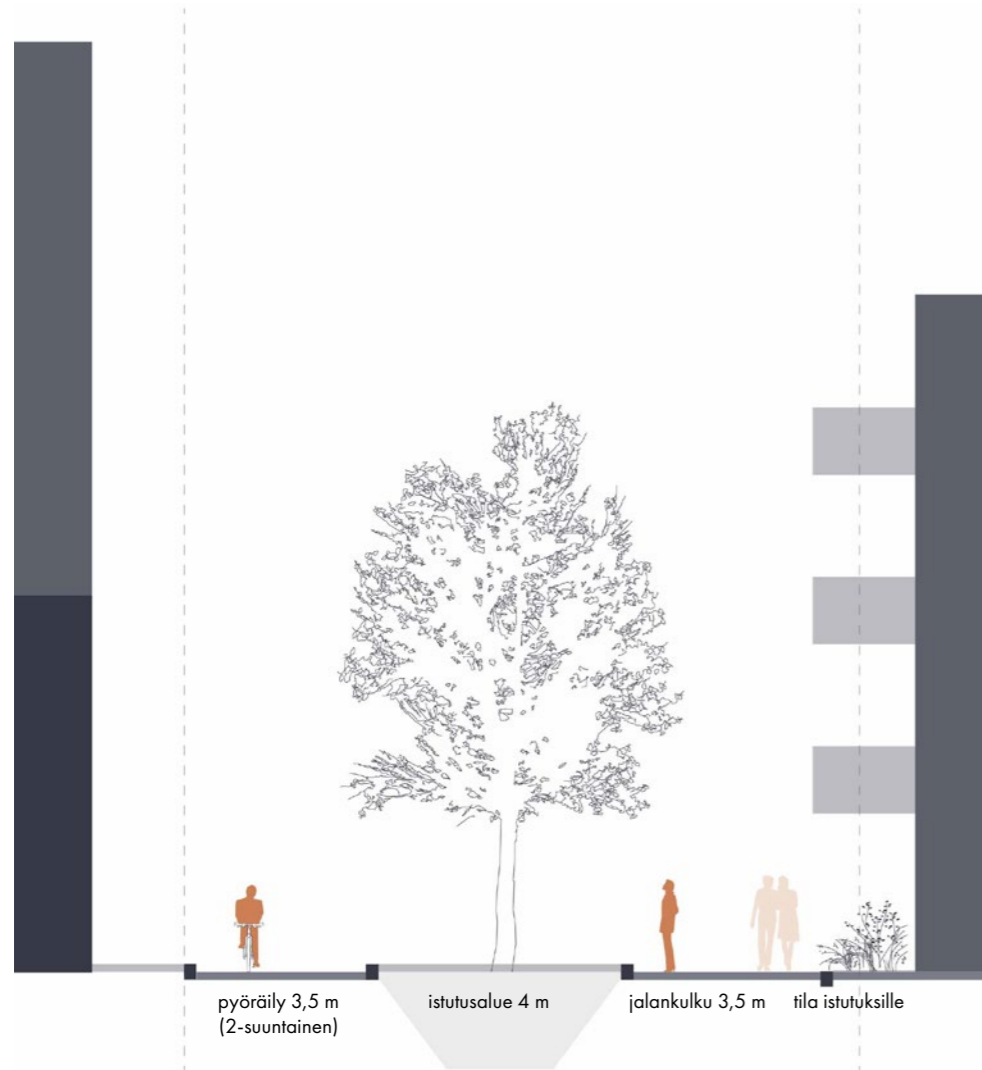 pyöräily 3,5 m
(2-suuntainen)
istutusalue 4 m
jalankulku 3,5 m
tila istutuksille